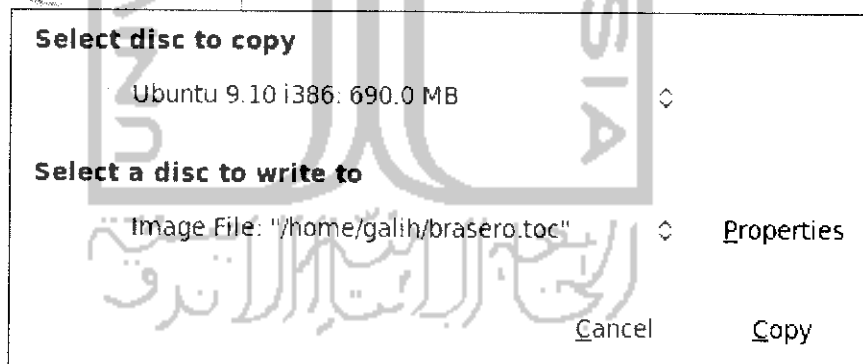 Select disc to copy
Ubuntu 9.10 i386: 690.0 MB
Select a disc to write to
Image File: "/home/galih/brasero.toc"
Properties
Cancel
Copy